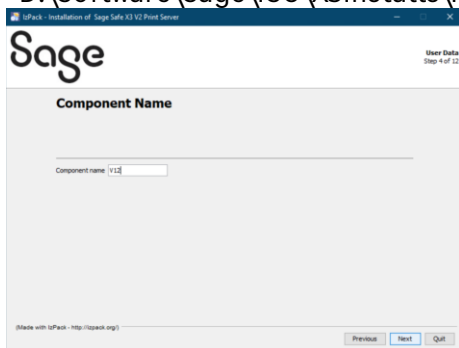 IzPack - Installation of Sage Safe X3 V2 Print Server
Sage
User Data
Step 4 of 12
Component Name
Component name V12
(Made with IzPack - http://izpack.org/)
Previous Next Quit